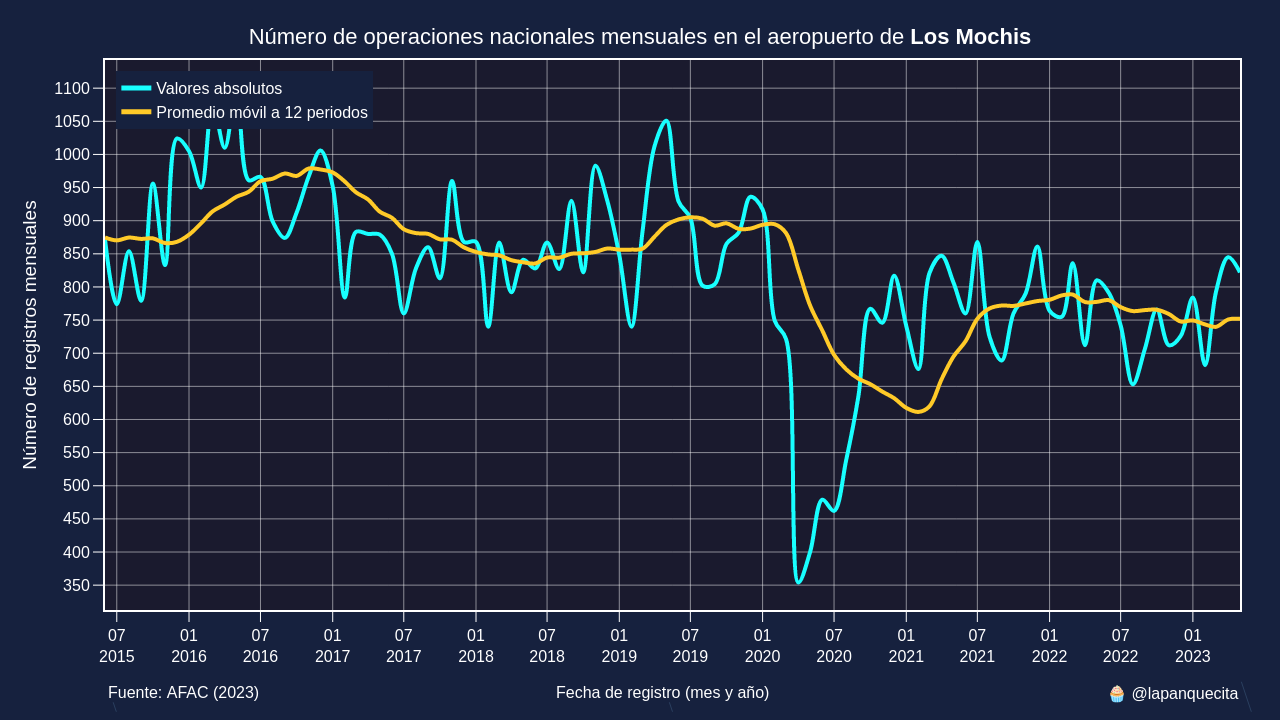 Número de operaciones nacionales mensuales en el aeropuerto de Los Mochis
Valores absolutos
Promedio móvil a 12 periodos
Número de registros mensuales
1100
1050
1000
950
900
850
800
750
700
650
600
550
500
450
400
350
07 01 07 01 07 01 07 01 07 01 07 01 07 01 07 01
2015 2016 2016 2017 2017 2018 2018 2019 2019 2020 2020 2021 2021 2022 2022 2023
Fuente: AFAC (2023)
Fecha de registro (mes y año)
🧁 @lapanquecita